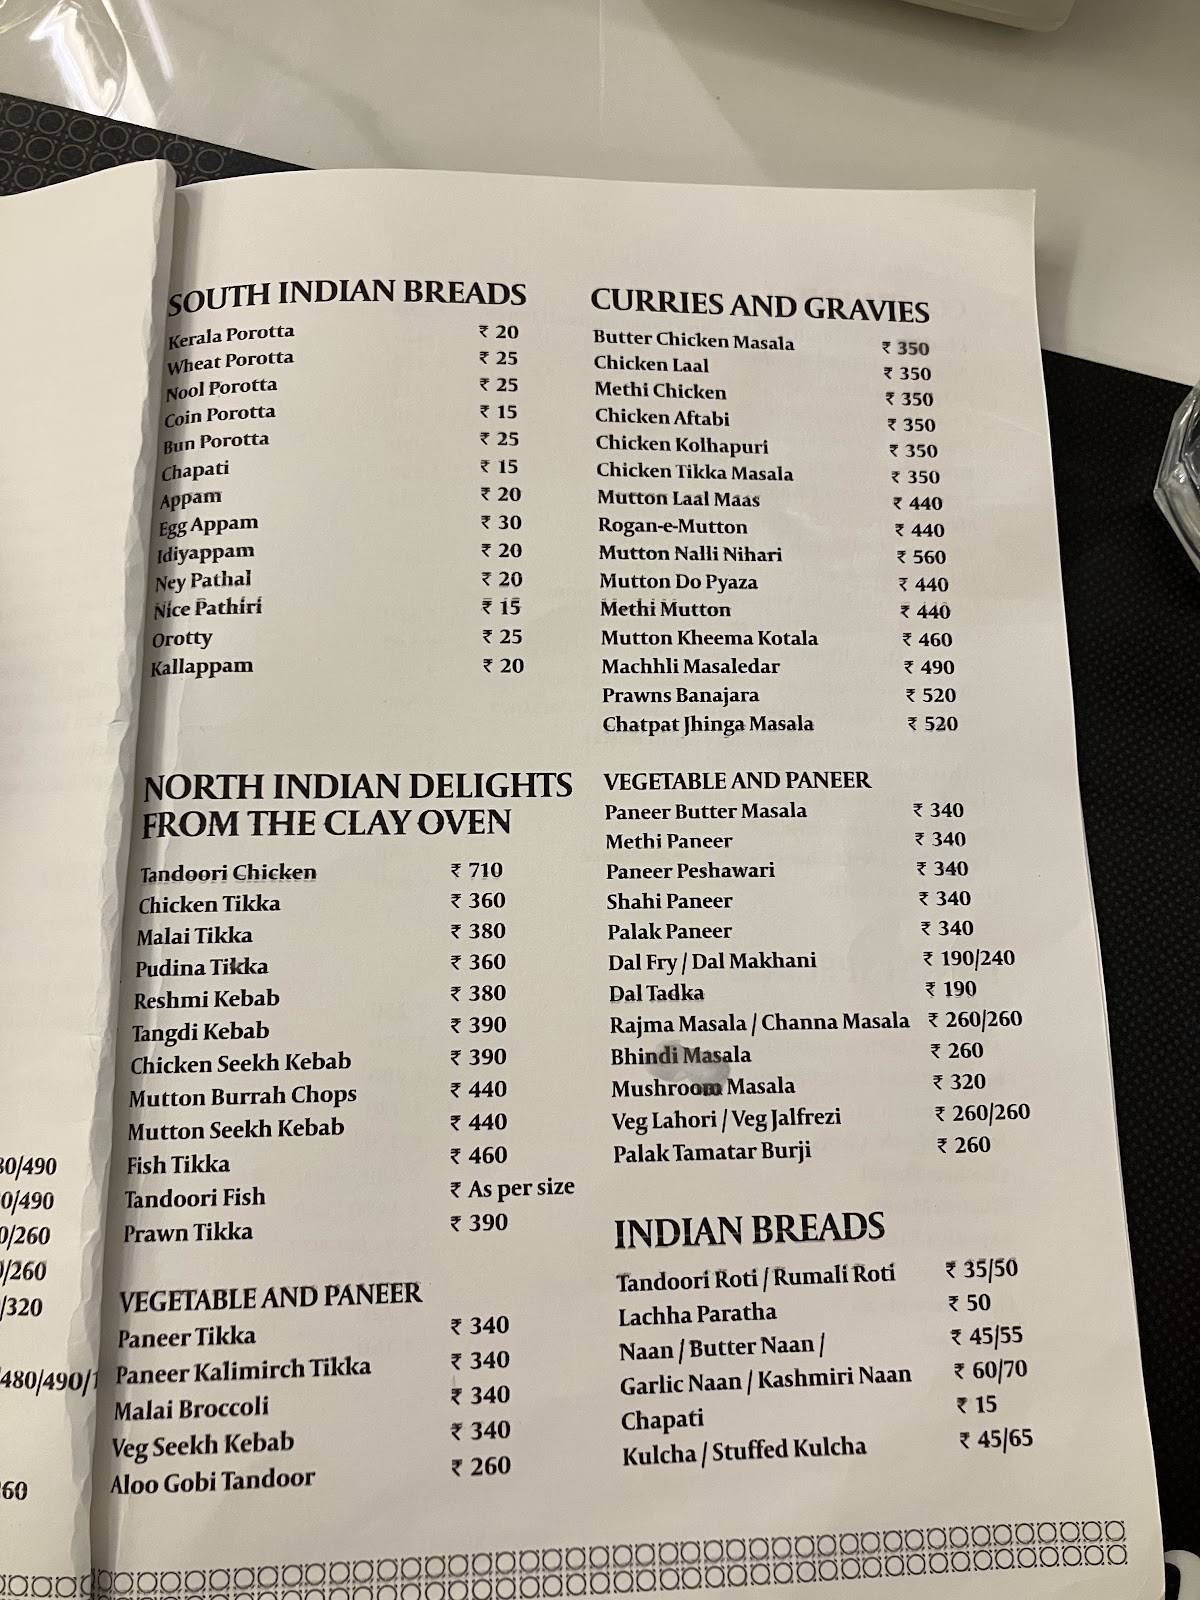 SOUTH INDIAN BREADS
Kerala Porotta ₹ 20
Wheat Porotta ₹ 25
Nool Porotta ₹ 25
Coin Porotta ₹ 15
Bun Porotta ₹ 25
Chapati ₹ 15
Appam ₹ 20
Egg Appam ₹ 30
Idiyappam ₹ 20
Ney Pathal ₹ 20
Nice Pathiri ₹ 15
Orotty ₹ 25
Kallappam ₹ 20
NORTH INDIAN DELIGHTS
FROM THE CLAY OVEN
Tandoori Chicken ₹ 710
Chicken Tikka ₹ 360
Malai Tikka ₹ 380
Pudina Tikka ₹ 360
Reshmi Kebab ₹ 380
Tangdi Kebab ₹ 390
Chicken Seekh Kebab ₹ 390
Mutton Burrah Chops ₹ 440
Mutton Seekh Kebab ₹ 440
Fish Tikka ₹ 460
Tandoori Fish ₹ As per size
Prawn Tikka ₹ 390
VEGETABLE AND PANEER
Paneer Tikka ₹ 340
Paneer Kalimirch Tikka ₹ 340
Malai Broccoli ₹ 340
Veg Seekh Kebab ₹ 340
Aloo Gobi Tandoor ₹ 260
CURRIES AND GRAVIES
Butter Chicken Masala ₹ 350
Chicken Laal ₹ 350
Methi Chicken ₹ 350
Chicken Aftabi ₹ 350
Chicken Kolhapuri ₹ 350
Chicken Tikka Masala ₹ 350
Mutton Laal Maas ₹ 440
Rogan-e-Mutton ₹ 440
Mutton Nalli Nihari ₹ 560
Mutton Do Pyaza ₹ 440
Methi Mutton ₹ 440
Mutton Kheema Kotala ₹ 460
Machhli Masaledar ₹ 490
Prawns Banajara ₹ 520
Chatpat Jhinga Masala ₹ 520
VEGETABLE AND PANEER
Paneer Butter Masala ₹ 340
Methi Paneer ₹ 340
Paneer Peshawari ₹ 340
Shahi Paneer ₹ 340
Palak Paneer ₹ 340
Dal Fry / Dal Makhani ₹ 190/240
Dal Tadka ₹ 190
Rajma Masala / Channa Masala ₹ 260/260
Bhindi Masala ₹ 260
Mushroom Masala ₹ 320
Veg Lahori / Veg Jalfrezi ₹ 260/260
Palak Tamatar Burji ₹ 260
INDIAN BREADS
Tandoori Roti / Rumali Roti ₹ 35/50
Lachha Paratha ₹ 50
Naan / Butter Naan / ₹ 45/55
Garlic Naan / Kashmiri Naan ₹ 60/70
Chapati ₹ 15
Kulcha / Stuffed Kulcha ₹ 45/65
/490
/490
/260
/260
/320
480/490/
60